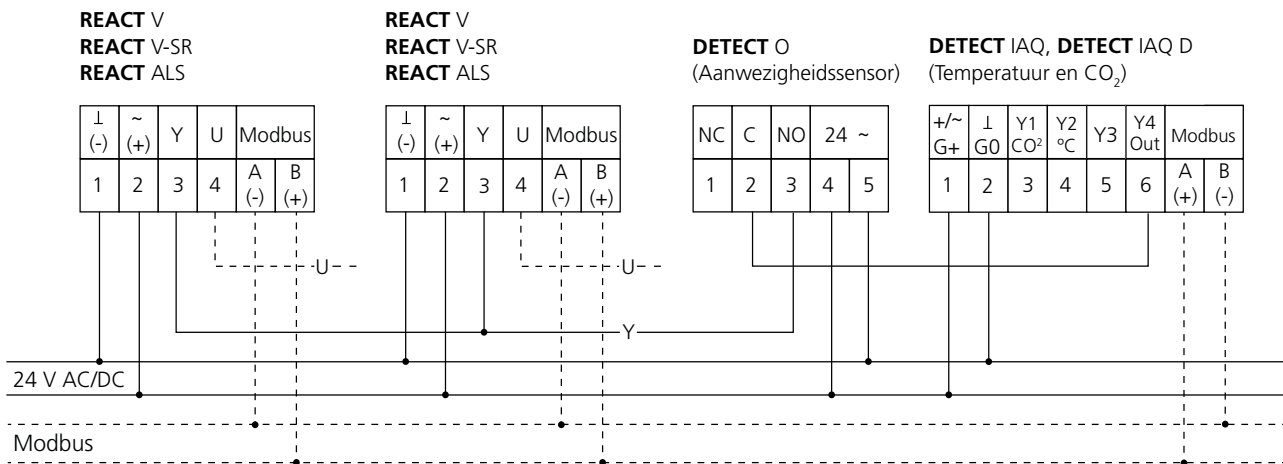 REACT V
REACT V-SR
REACT ALS
⊥ (-) ~ (+) Y U Modbus
1 2 3 4 A (-) B (+)
U
REACT V
REACT V-SR
REACT ALS
⊥ (-) ~ (+) Y U Modbus
1 2 3 4 A (-) B (+)
U
DETECT O
(Aanwezigheidssensor)
NC C NO 24 ~
1 2 3 4 5
DETECT IAQ, DETECT IAQ D
(Temperatuur en CO₂)
+/~ G+ ⊥ G0 Y1 CO² Y2 ºC Y3 Y4 Out Modbus
1 2 3 4 5 6 A (+) B (-)
Y
24 V AC/DC
Modbus